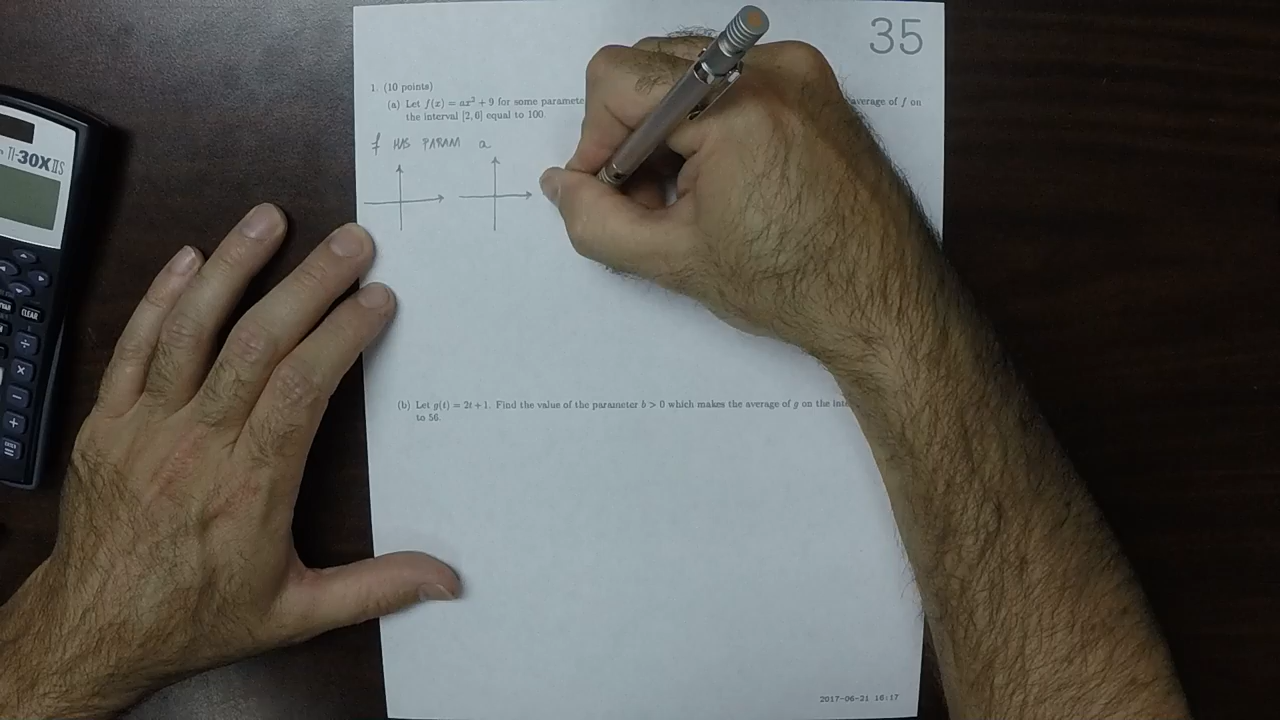 35
1. (10 points)
(a) Let f(x) = ax² + 9 for some average of f on
the interval [2, 6] equal to 100.
f HAS PARAM a
TI-30X IIS
CLEAR
÷
×
−
+
ENTER
(b) Let g(t) = 2t + 1. Find the value of the parameter b > 0 which makes the average of g on the
to 56.
2017-06-21 16:17